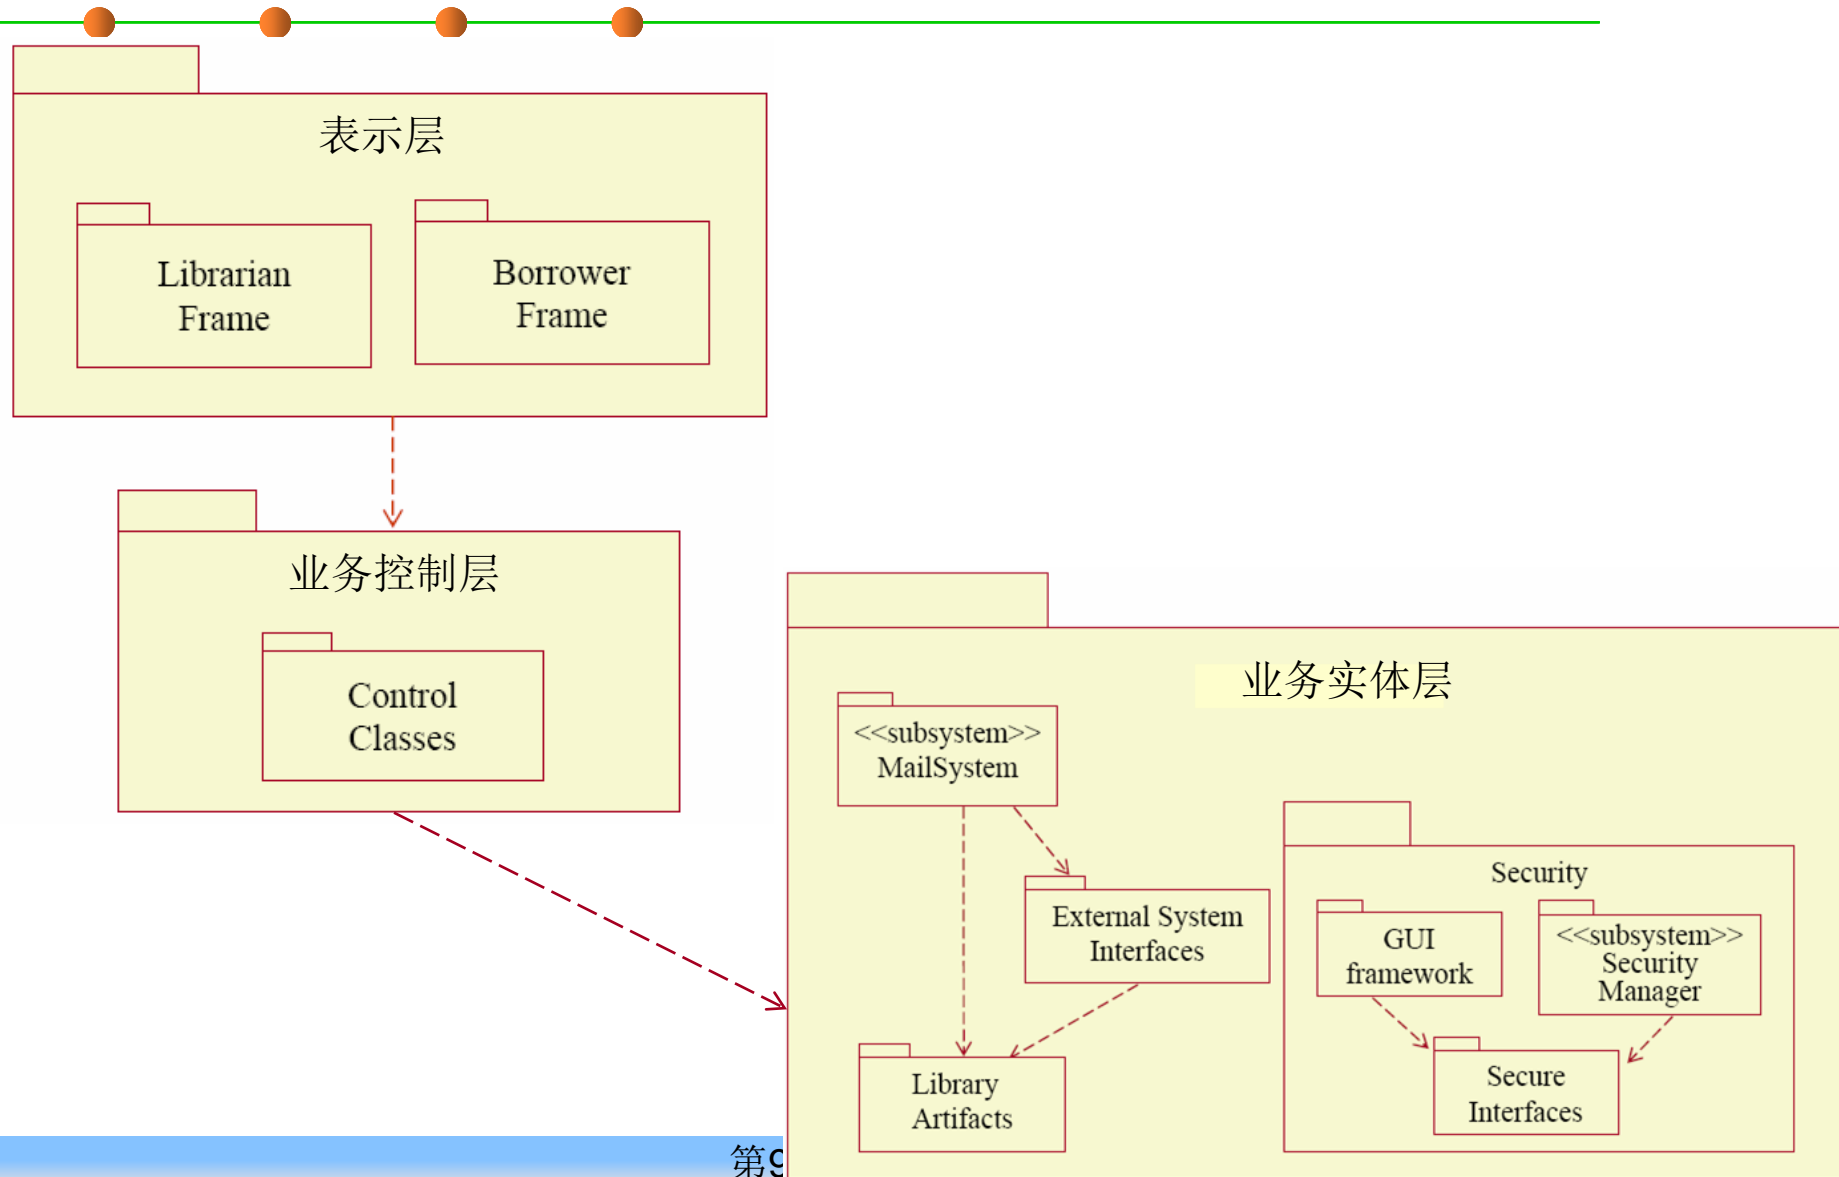 表示层
Librarian
Frame
Borrower
Frame
业务控制层
Control
Classes
业务实体层
<<subsystem>>
MailSystem
External System
Interfaces
Library
Artifacts
Security
GUI
framework
<<subsystem>>
Security
Manager
Secure
Interfaces
第9